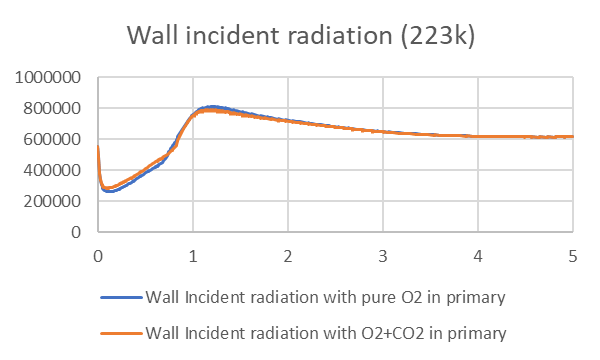 Wall incident radiation (223k)
1000000
800000
600000
400000
200000
0
0 1 2 3 4 5
Wall Incident radiation with pure O2 in primary
Wall Incident radiation with O2+CO2 in primary